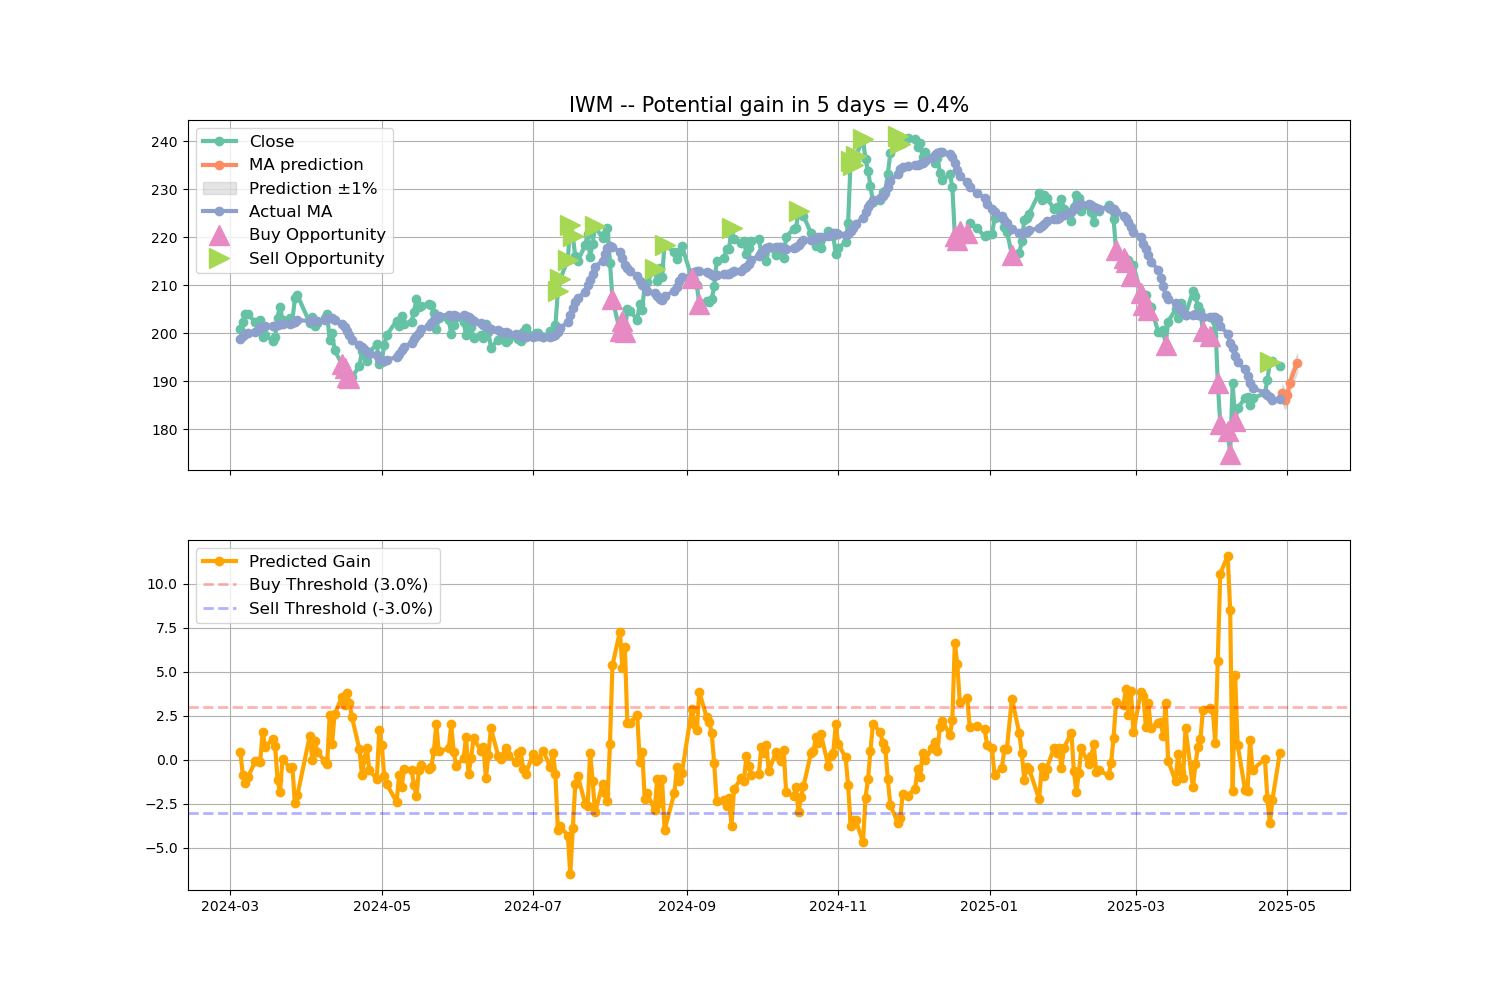 IWM -- Potential gain in 5 days = 0.4%
240
230
220
210
200
190
180
Close
MA prediction
Prediction ±1%
Actual MA
Buy Opportunity
Sell Opportunity
10.0
7.5
5.0
2.5
0.0
−2.5
−5.0
Predicted Gain
Buy Threshold (3.0%)
Sell Threshold (-3.0%)
2024-03 2024-05 2024-07 2024-09 2024-11 2025-01 2025-03 2025-05